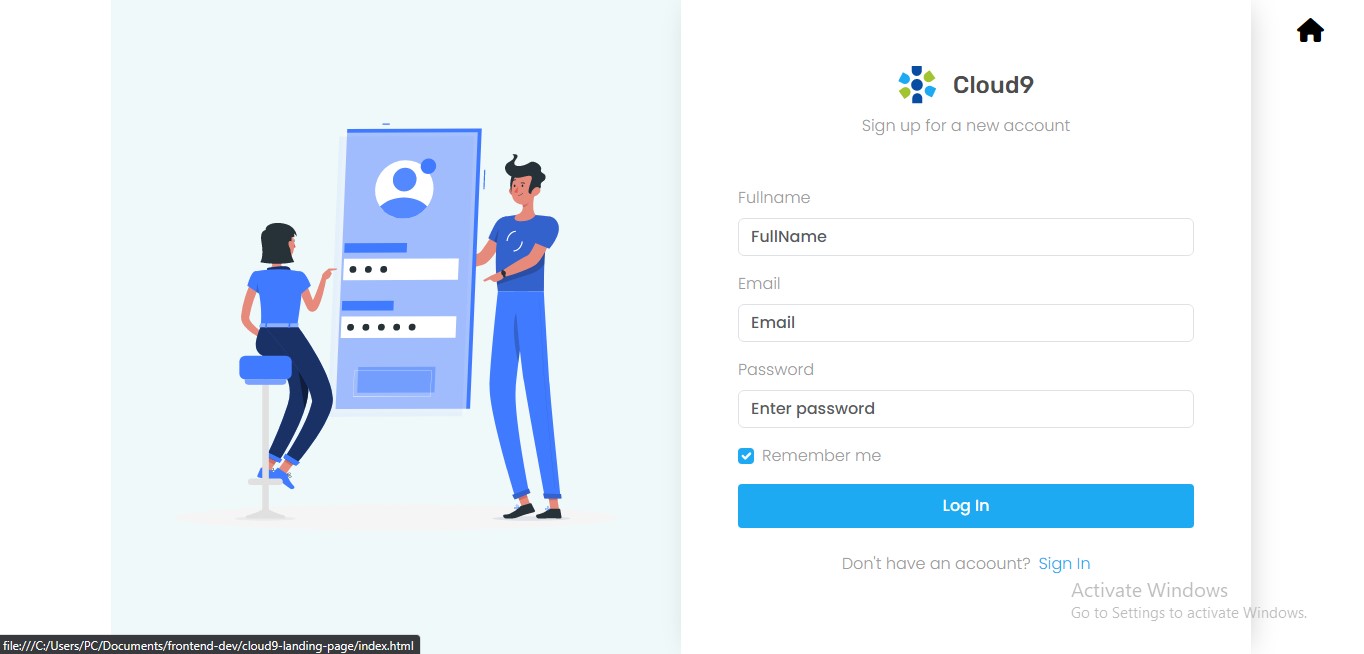 Cloud9
Sign up for a new account
Fullname
FullName
Email
Email
Password
Enter password
Remember me
Log In
Don't have an acoount? Sign In
Activate Windows
Go to Settings to activate Windows.
file:///C:/Users/PC/Documents/frontend-dev/cloud9-landing-page/index.html